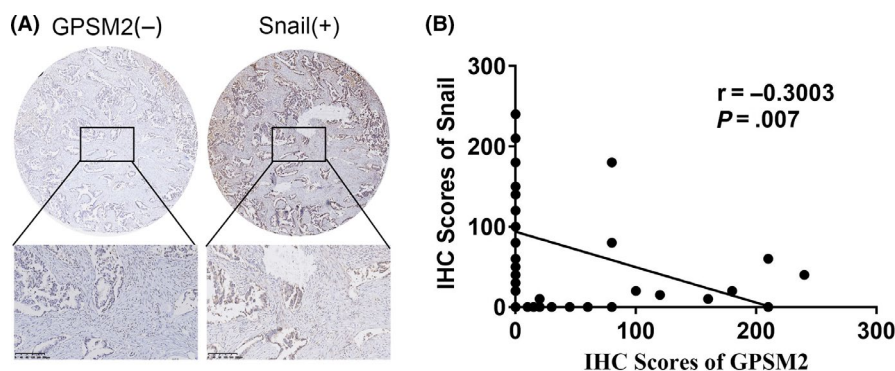 (A) GPSM2(–) Snail(+)
(B)
r = –0.3003
P = .007
IHC Scores of Snail
300
200
100
0
0 100 200 300
IHC Scores of GPSM2